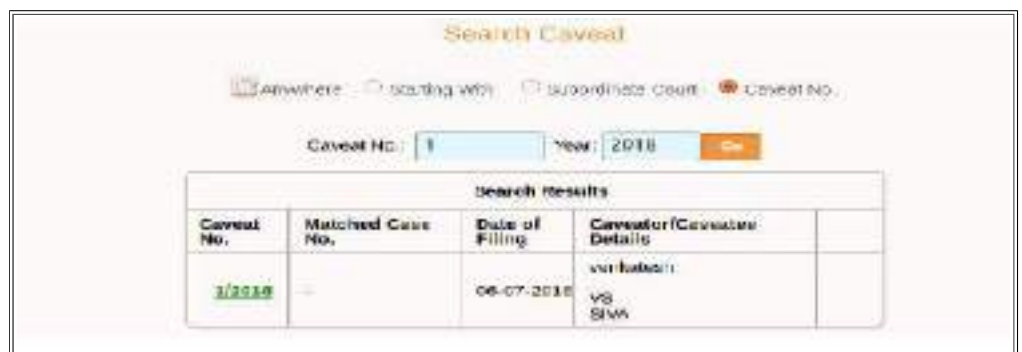 Search Caveat
Anywhere Starting With Subordinate Court Caveat No.
Caveat No.: 1 Year: 2018 Go
Search Results
Caveat No. Matched Case No. Date of Filing Caveator/Caveatee Details
1/2018 -- 06-07-2018 venkatesh
VS
SIVA